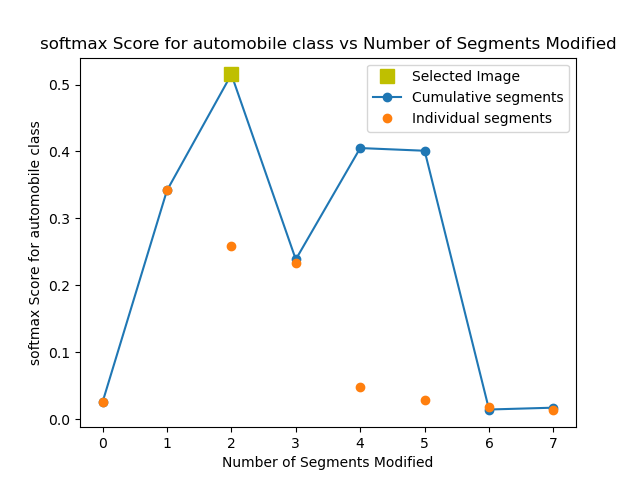 softmax Score for automobile class vs Number of Segments Modified
Selected Image
Cumulative segments
Individual segments
softmax Score for automobile class
0.5
0.4
0.3
0.2
0.1
0.0
0 1 2 3 4 5 6 7
Number of Segments Modified